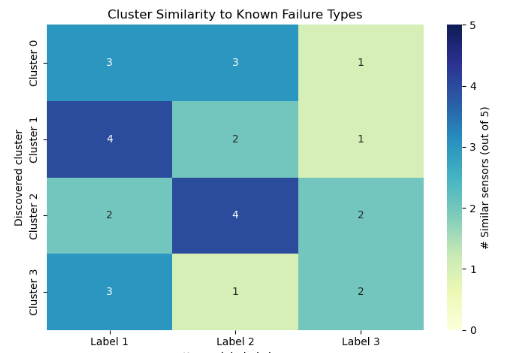 Cluster Similarity to Known Failure Types
Discovered cluster
Cluster 0
3 3 1
Cluster 1
4 2 1
Cluster 2
2 4 2
Cluster 3
3 1 2
Label 1 Label 2 Label 3
5
4
3
2
1
0
# Similar sensors (out of 5)